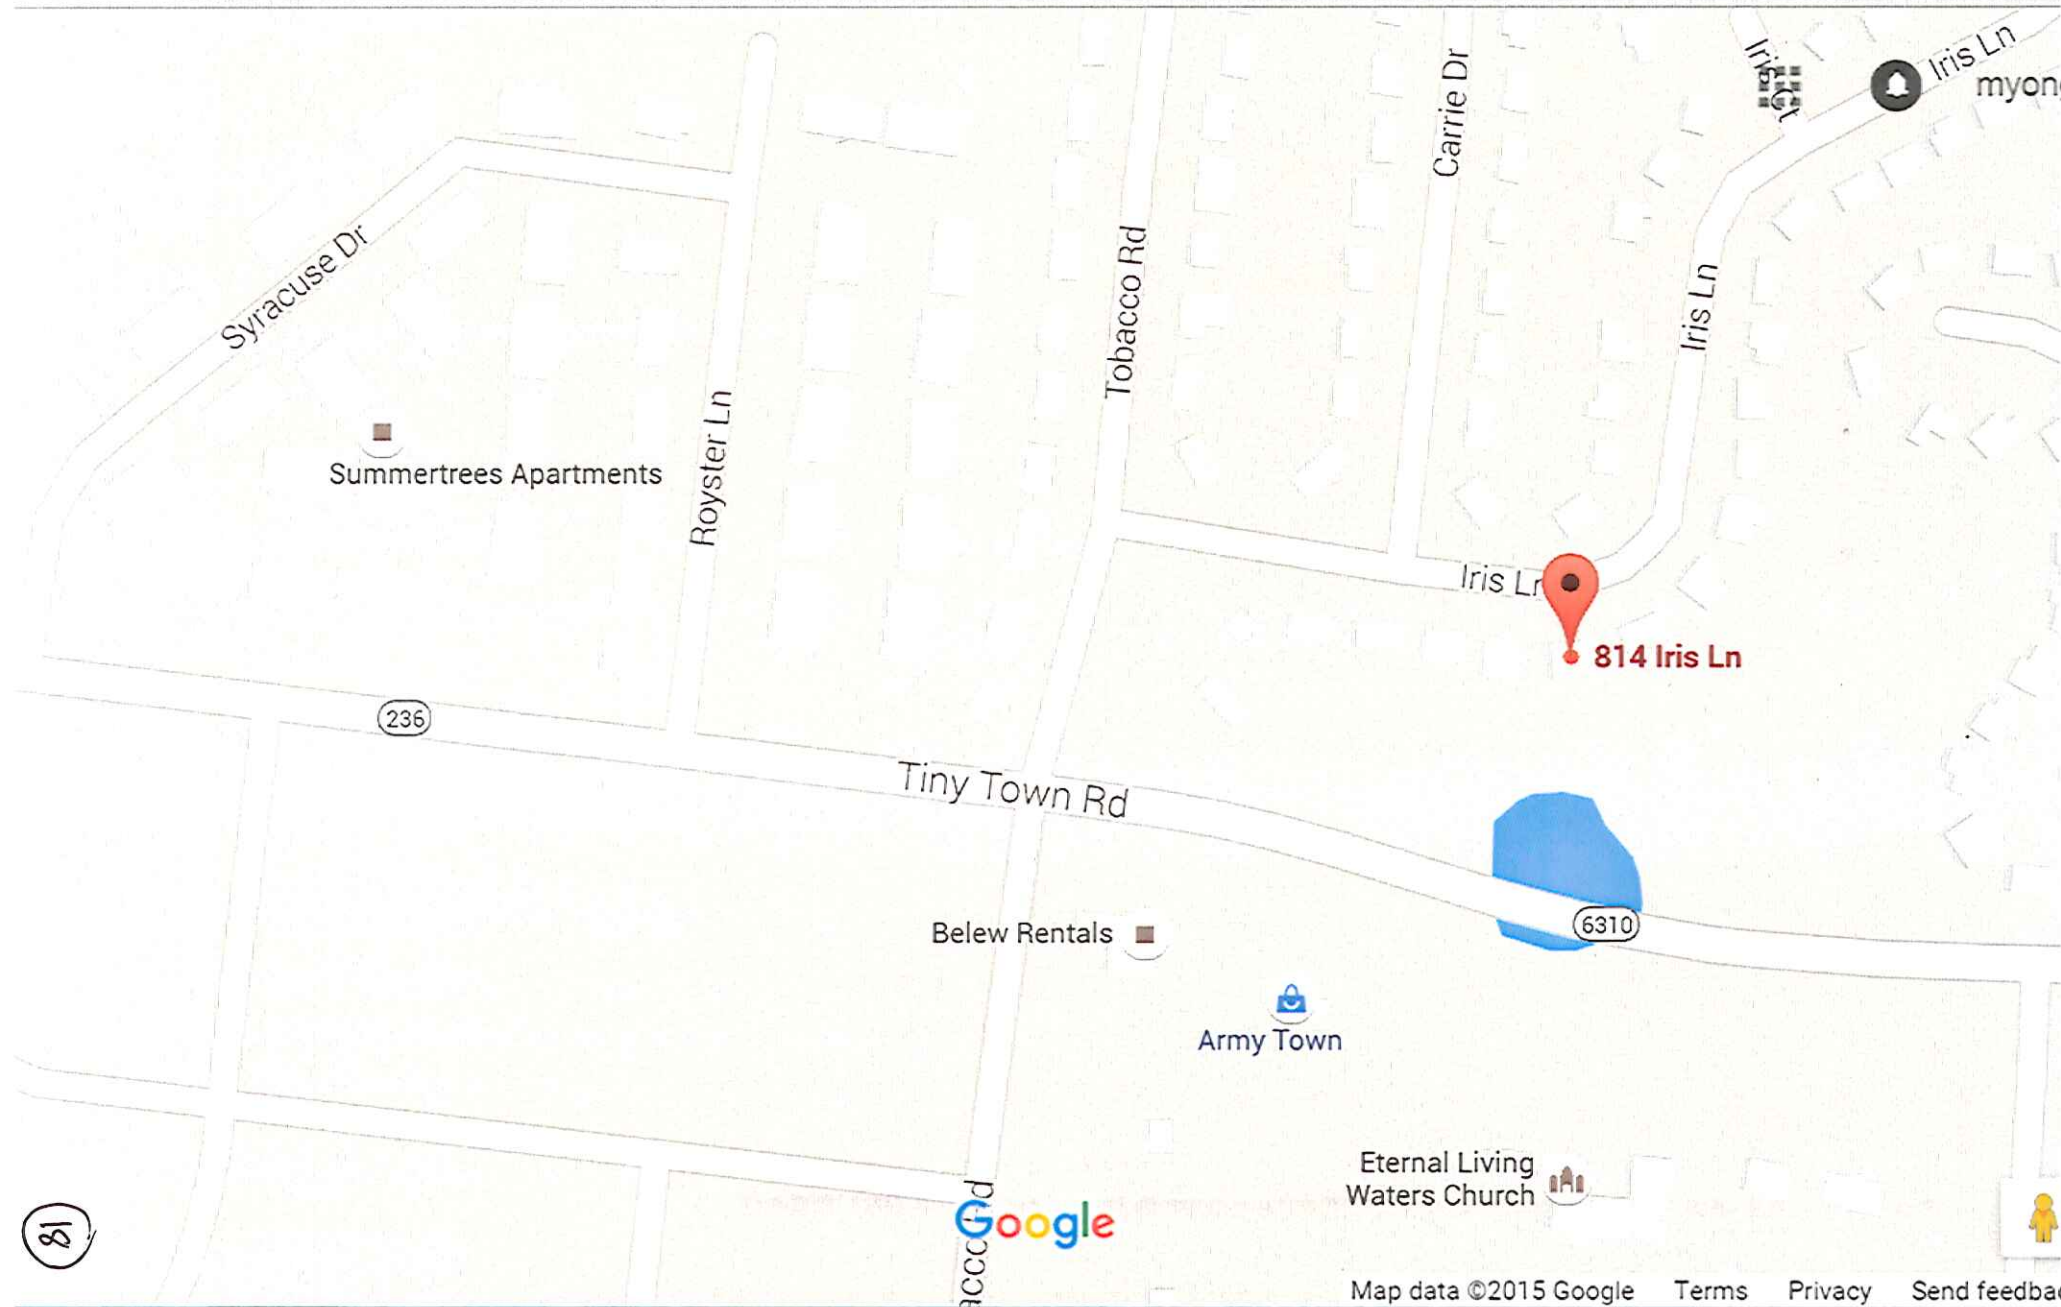 Iris Ct
Iris Ln
myon
Carrie Dr
Tobacco Rd
Syracuse Dr
Iris Ln
Royster Ln
Summertrees Apartments
Iris Ln
814 Iris Ln
236
Tiny Town Rd
6310
Belew Rentals
Army Town
Eternal Living
Waters Church
Google
Map data ©2015 Google Terms Privacy Send feedba